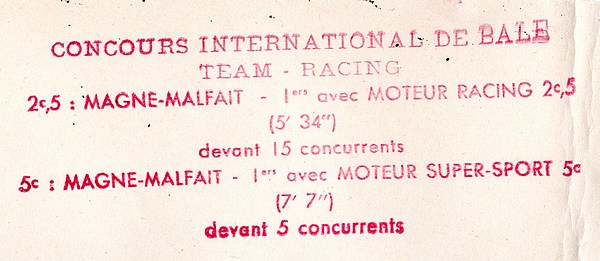 CONCOURS INTERNATIONAL DE BALE
TEAM - RACING
2c,5 : MAGNE-MALFAIT - 1ers avec MOTEUR RACING 2c,5
(5' 34")
devant 15 concurrents
5c : MAGNE-MALFAIT - 1ers avec MOTEUR SUPER-SPORT 5c
(7' 7")
devant 5 concurrents